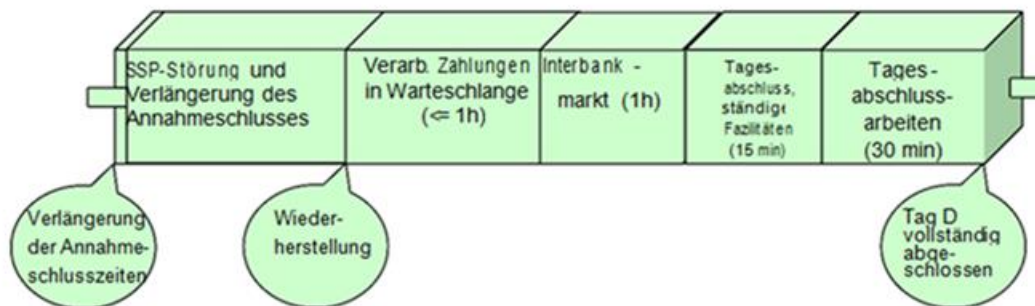 SSP-Störung und
Verlängerung des
Annahmeschlusses
Verarb. Zahlungen
in Warteschlange
(<= 1h)
Interbank -
markt (1h)
Tages-
abschluss,
ständige
Fazilitäten
(15 min)
Tages-
abschluss-
arbeiten
(30 min)
Verlängerung
der Annahme-
schlusszeiten
Wieder-
herstellung
Tag D
vollständig
abge-
schlossen